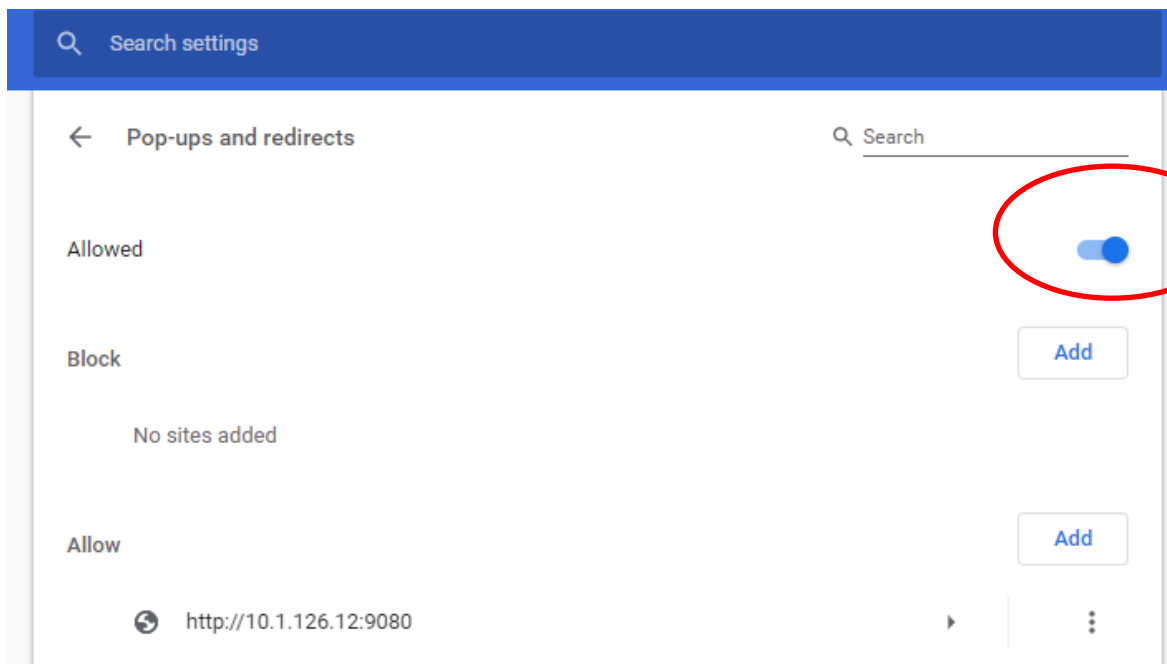 Search settings
Pop-ups and redirects
Search
Allowed
Block
Add
No sites added
Allow
Add
http://10.1.126.12:9080